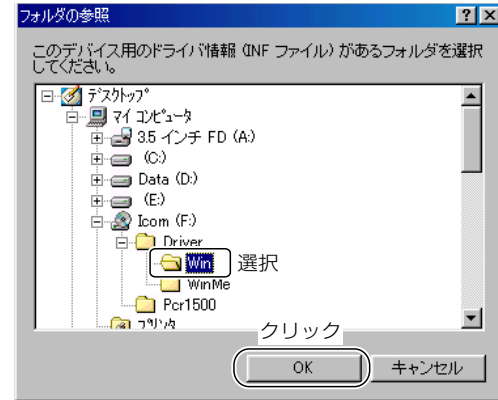 フォルダの参照
このデバイス用のドライバ情報 (INF ファイル) があるフォルダを選択
してください。
デスクトップ
マイ コンピュータ
3.5 インチ FD (A:)
(C:)
Data (D:)
(E:)
Icom (F:)
Driver
Win 選択
WinMe
Pcr1500
プリンタ
クリック
OK キャンセル